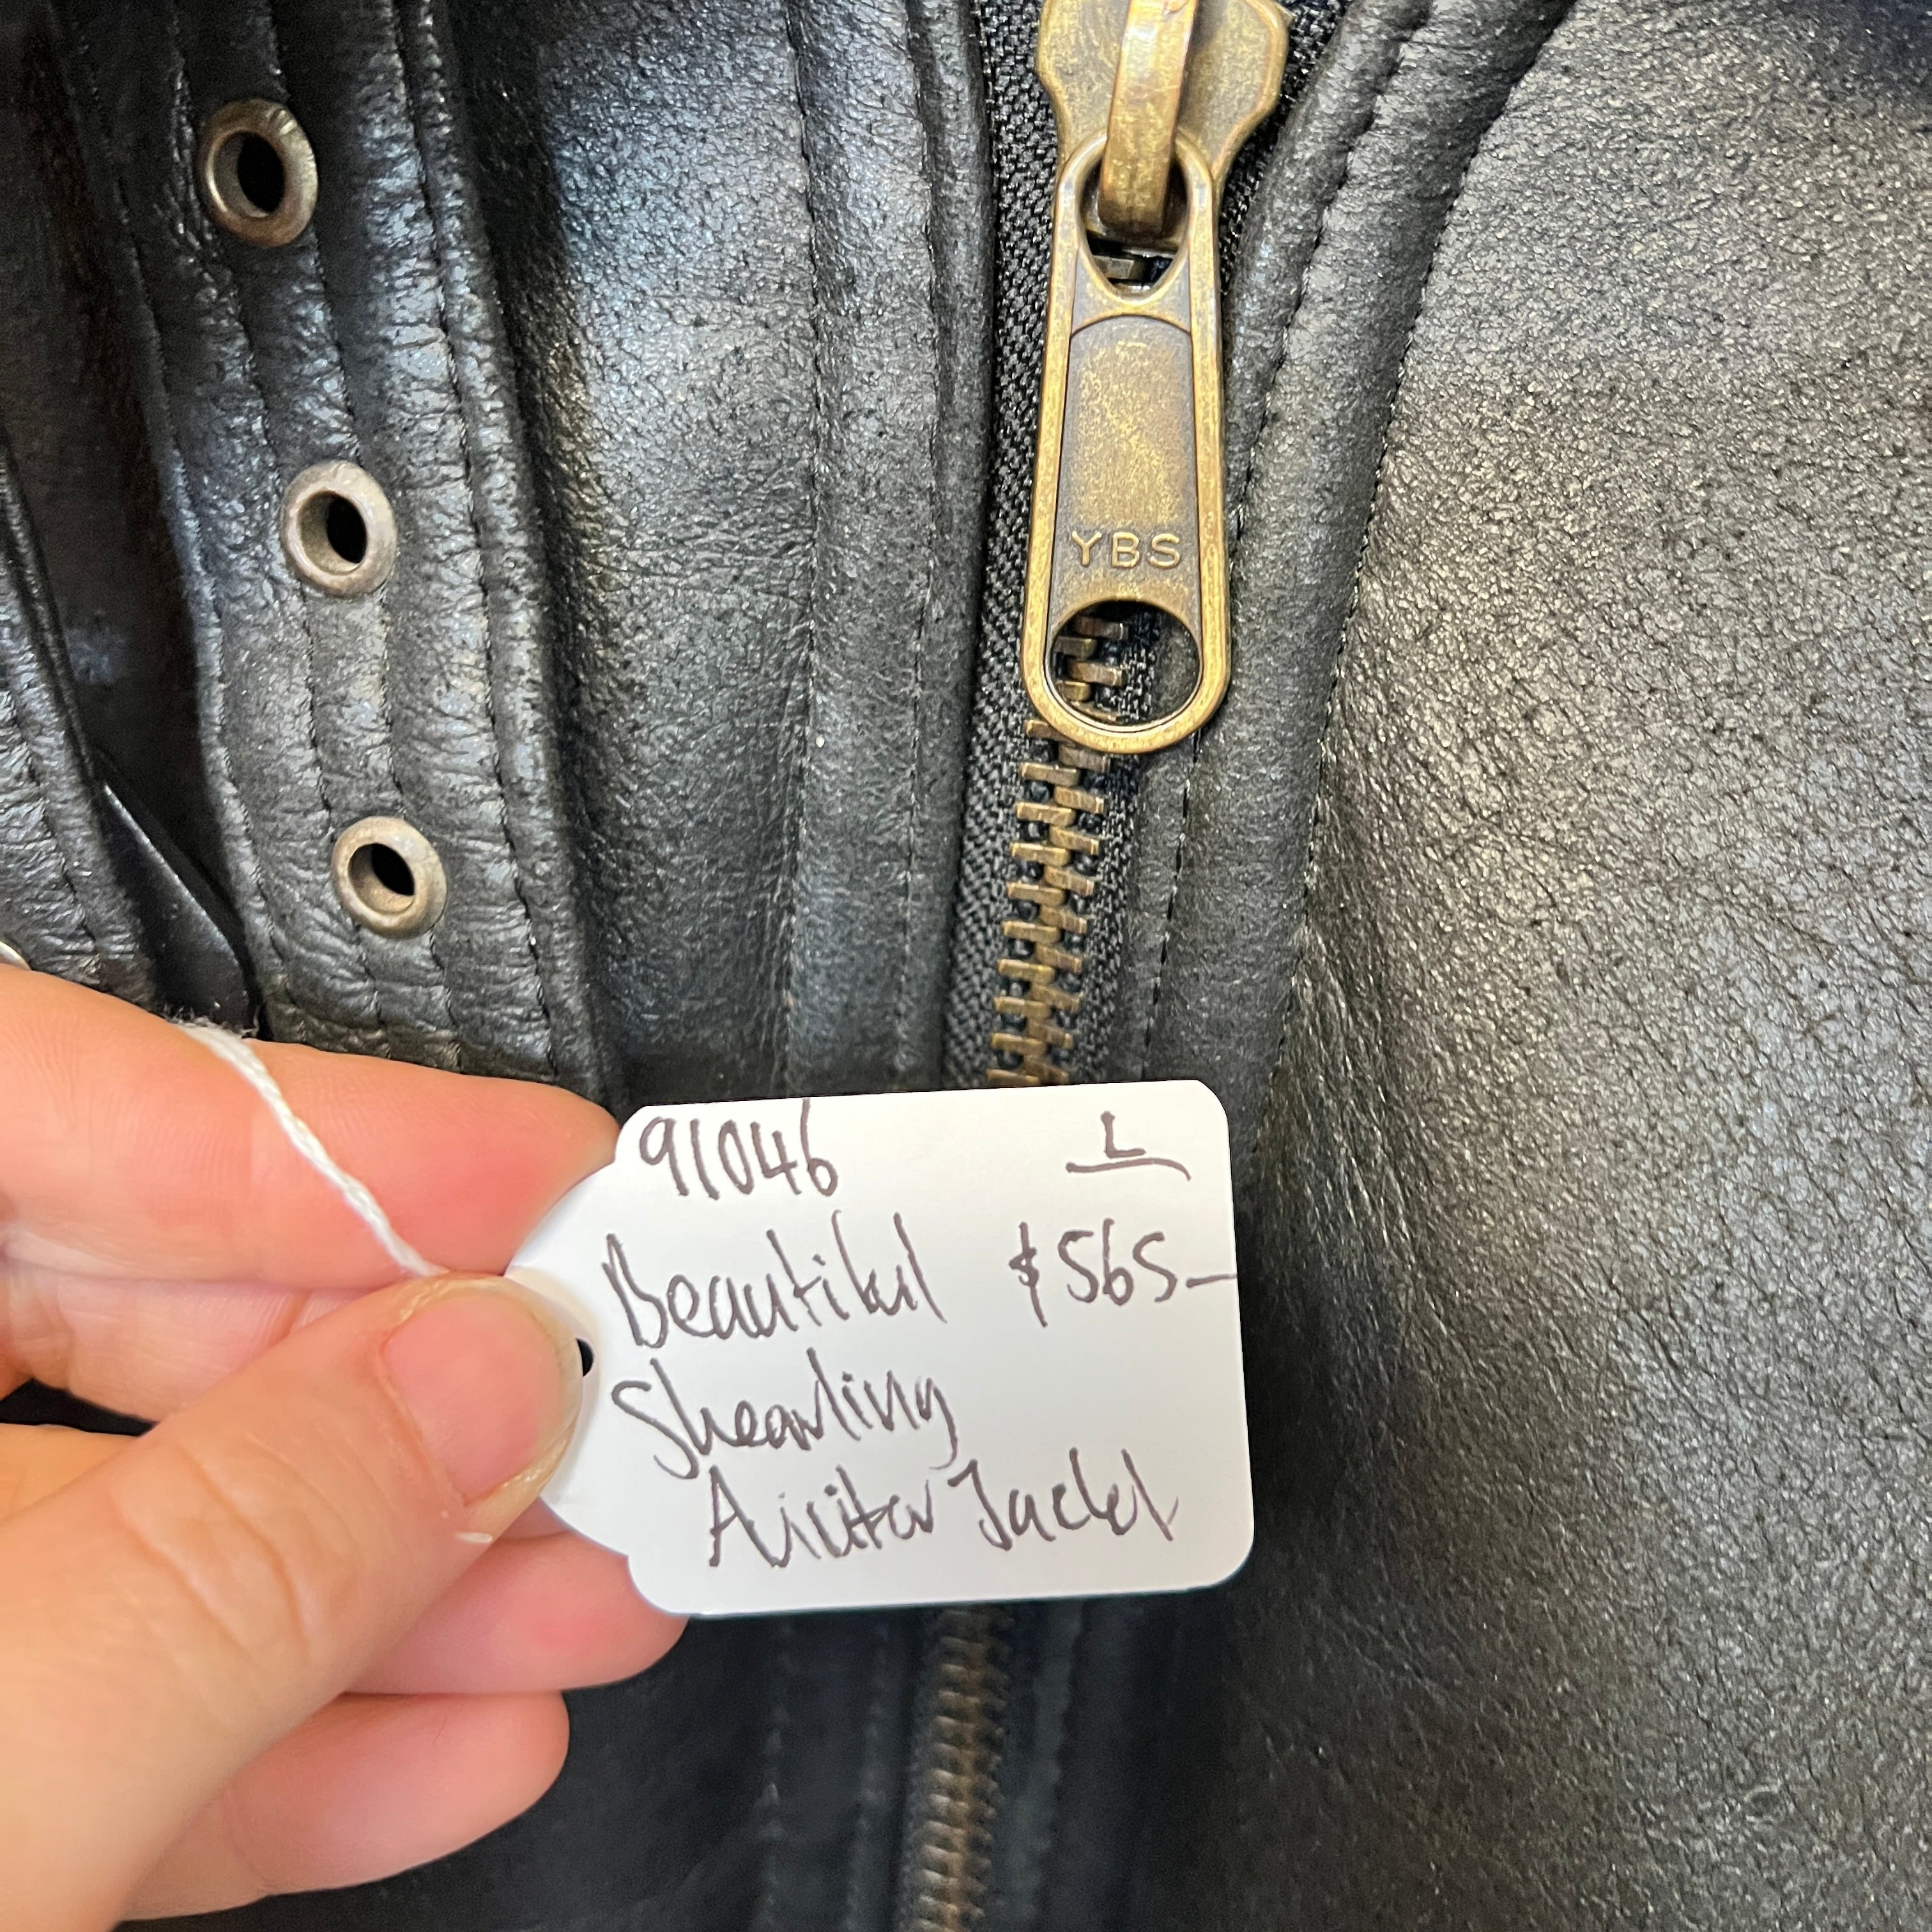 YBS
91046 L
Beautiful $565-
Shearling
Aviator Jacket